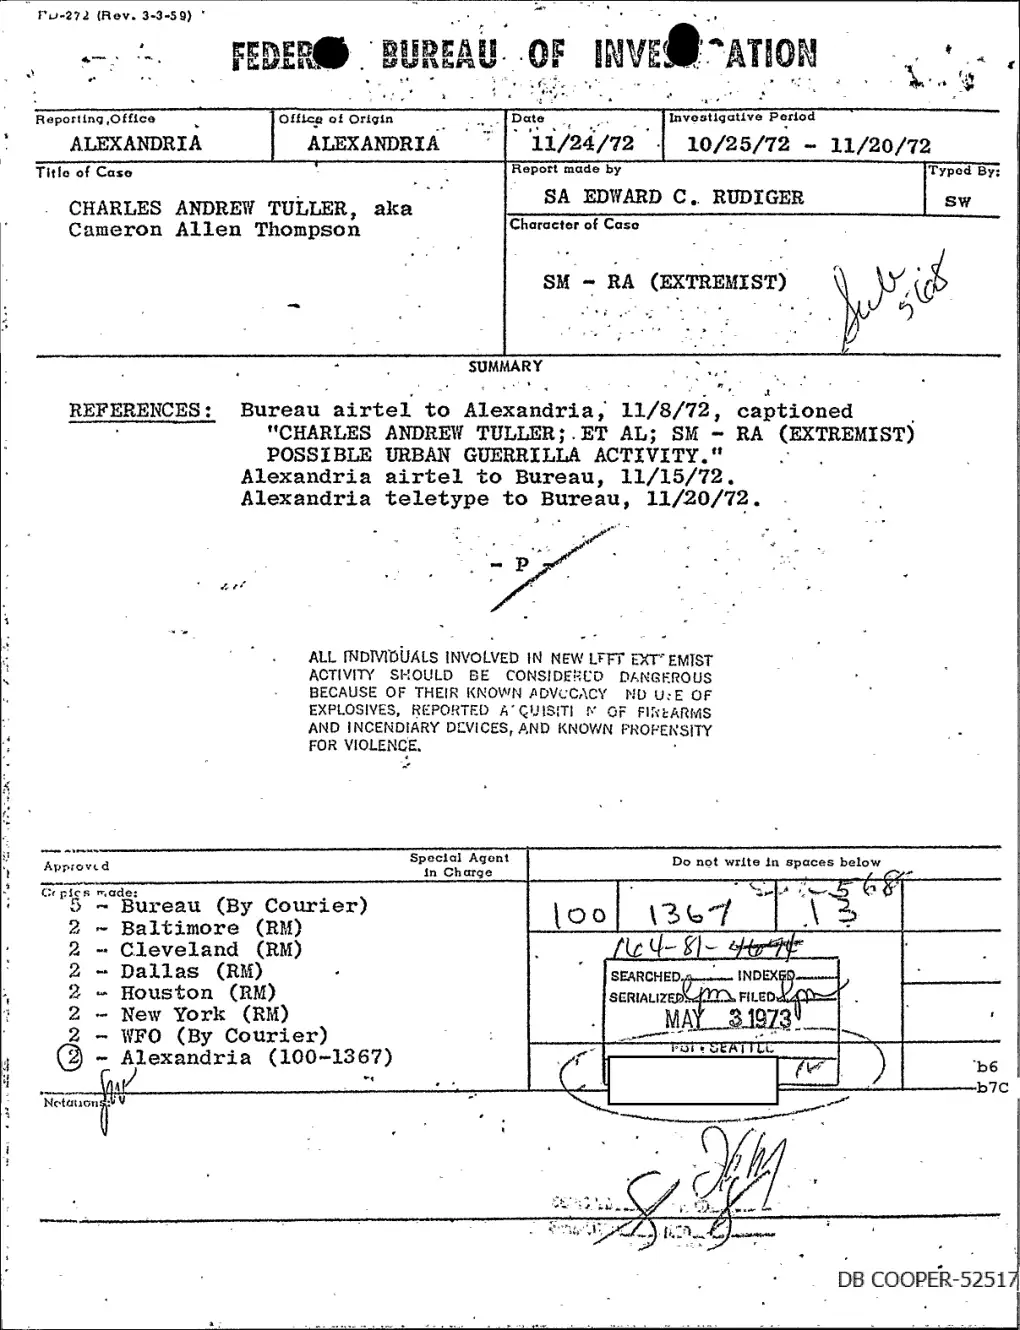 FD-272 (Rev. 3-3-59)
FEDER BUREAU OF INVES ATION
Reporting Office
ALEXANDRIA
Office of Origin
ALEXANDRIA
Date
11/24/72
Investigative Period
10/25/72 - 11/20/72
Title of Case
CHARLES ANDREW TULLER, aka
Cameron Allen Thompson
Report made by
SA EDWARD C. RUDIGER
Typed By:
SW
Character of Case
SM - RA (EXTREMIST)
Sub
568
SUMMARY
REFERENCES: Bureau airtel to Alexandria, 11/8/72, captioned
"CHARLES ANDREW TULLER; ET AL; SM - RA (EXTREMIST)
POSSIBLE URBAN GUERRILLA ACTIVITY."
Alexandria airtel to Bureau, 11/15/72.
Alexandria teletype to Bureau, 11/20/72.
- P -
ALL INDIVIDUALS INVOLVED IN NEW LEFT EXTREMIST
ACTIVITY SHOULD BE CONSIDERED DANGEROUS
BECAUSE OF THEIR KNOWN ADVOCACY AND USE OF
EXPLOSIVES, REPORTED ACQUISITION OF FIREARMS
AND INCENDIARY DEVICES, AND KNOWN PROPENSITY
FOR VIOLENCE.
Approved
Special Agent
in Charge
Do not write in spaces below
Copies made:
5 - Bureau (By Courier)
2 - Baltimore (RM)
2 - Cleveland (RM)
2 - Dallas (RM)
2 - Houston (RM)
2 - New York (RM)
2 - WFO (By Courier)
2 - Alexandria (100-1367)
568
100 1367 13
164-81-
SEARCHED INDEXED
SERIALIZED FILED
MAY 3 1973
FBI - SEATTLE
b6
b7C
Notations:
DB COOPER-52517